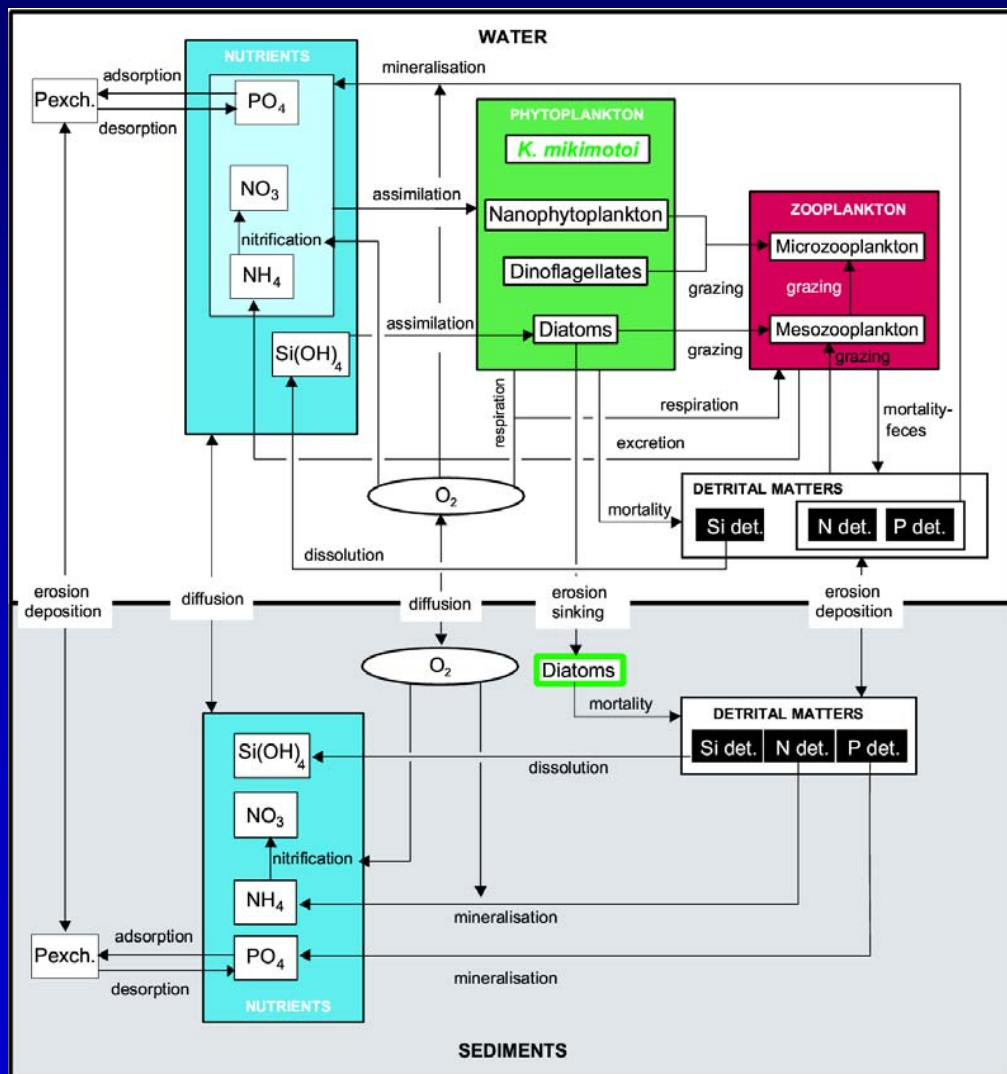 WATER
NUTRIENTS
mineralisation
adsorption
Pexch.
PO4
desorption
PHYTOPLANKTON
K. mikimotoi
NO3
assimilation
ZOOPLANKTON
Nanophytoplankton
nitrification
Microzooplankton
Dinoflagellates
NH4
grazing
grazing
assimilation
Diatoms
Mesozooplankton
Si(OH)4
grazing
grazing
respiration
respiration
mortality-
feces
excretion
O2
DETRITAL MATTERS
mortality
Si det.
N det.
P det.
dissolution
erosion
deposition
diffusion
diffusion
erosion
sinking
erosion
deposition
O2
Diatoms
mortality
DETRITAL MATTERS
Si det.
N det.
P det.
Si(OH)4
dissolution
NO3
nitrification
NH4
mineralisation
adsorption
Pexch.
PO4
desorption
mineralisation
NUTRIENTS
SEDIMENTS